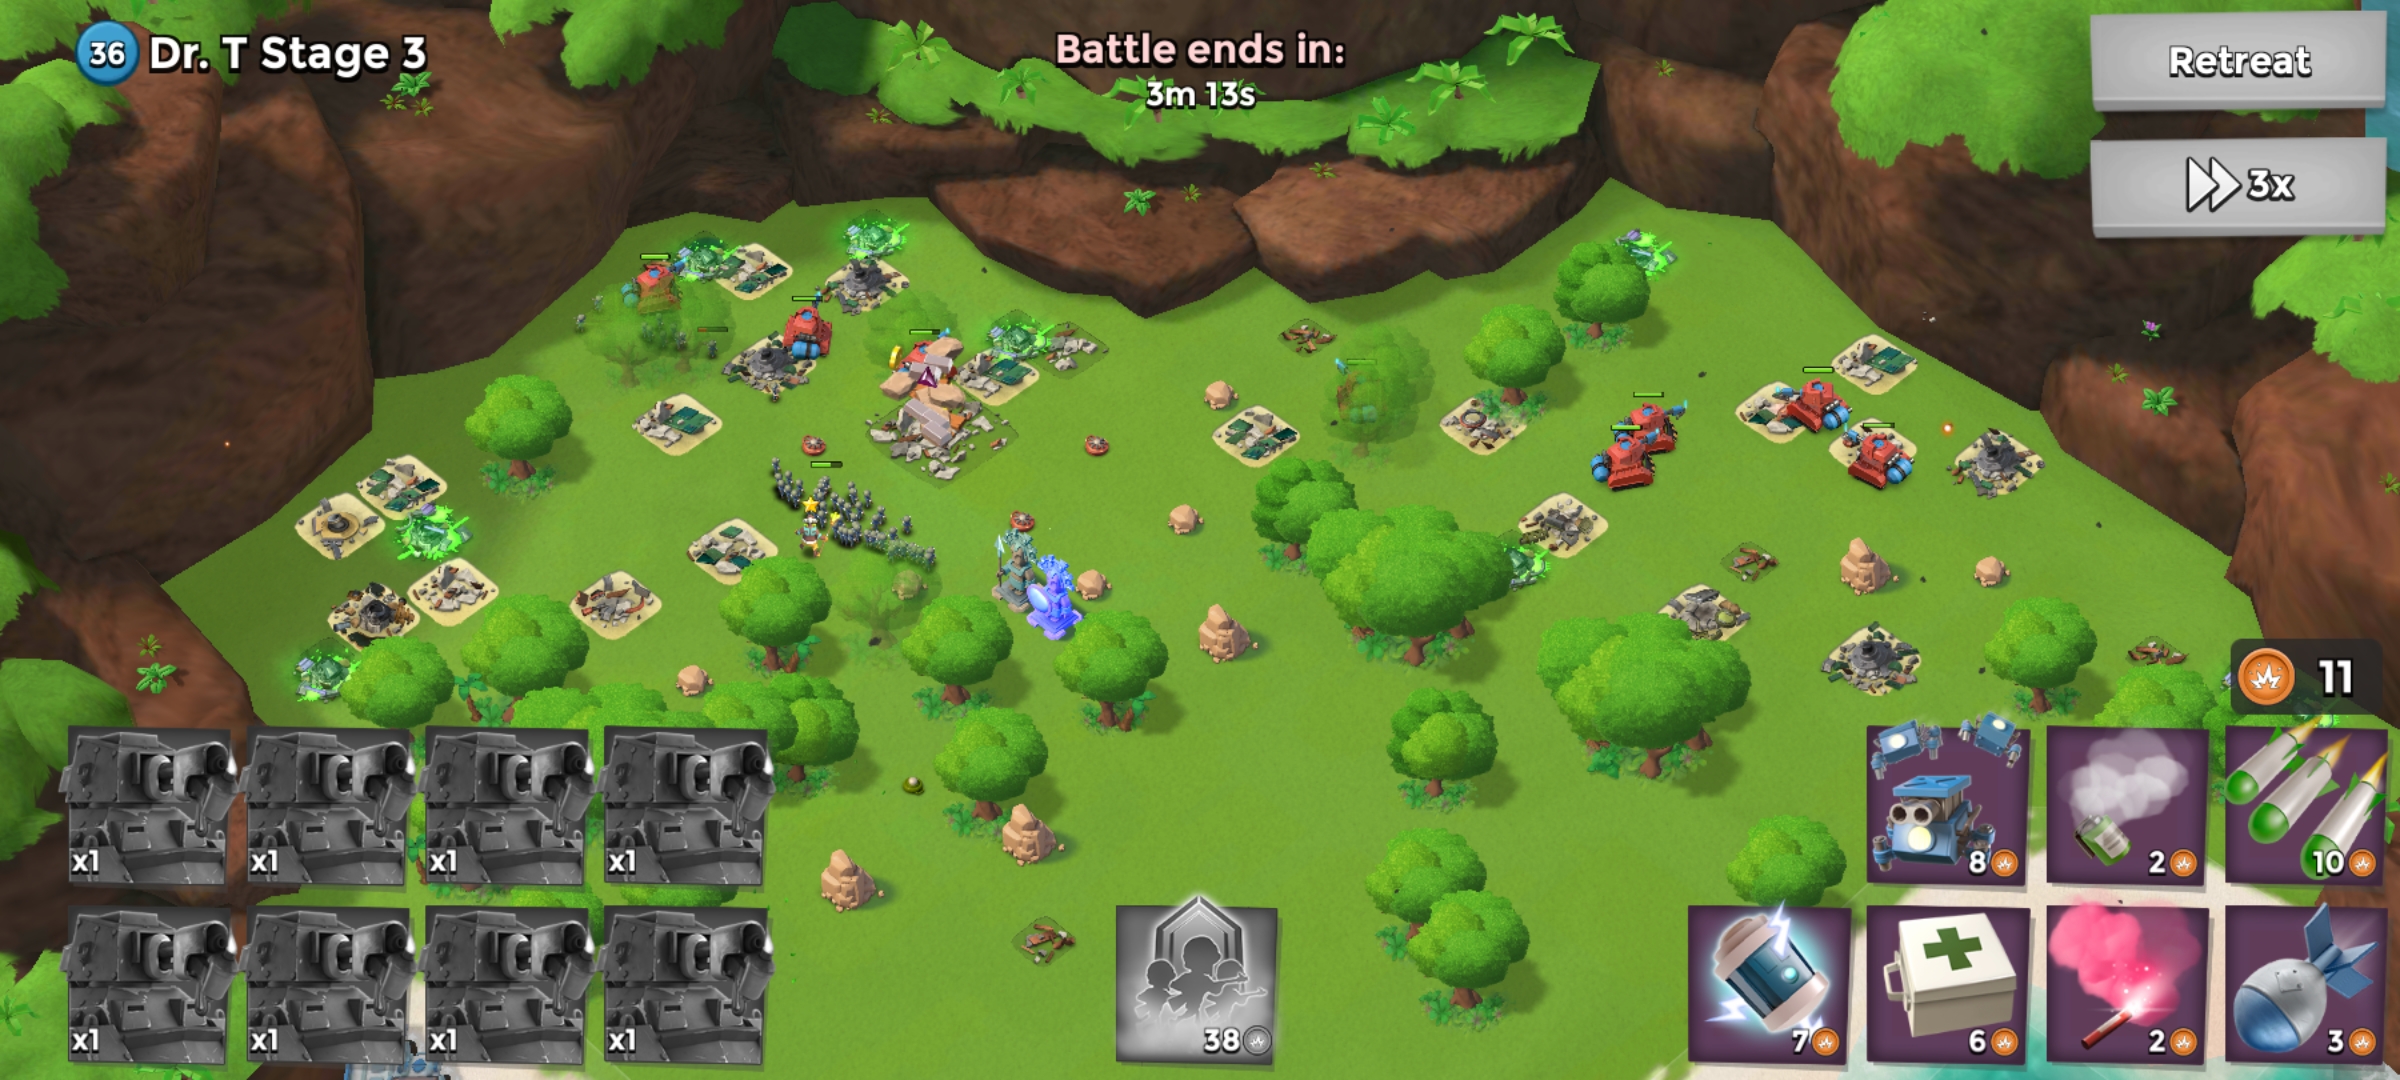 36 Dr. T Stage 3
Battle ends in:
3m 13s
Retreat
3x
11
x1 x1 x1 x1
8 2 10
x1 x1 x1 x1
38
7 6 2 3